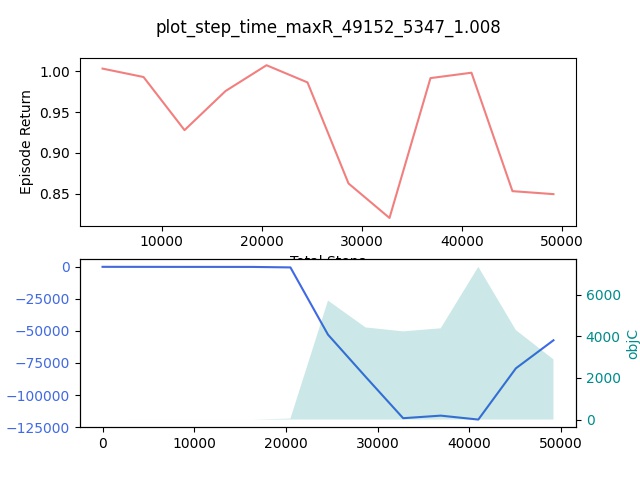 plot_step_time_maxR_49152_5347_1.008
1.00
0.95
0.90
0.85
Episode Return
10000 20000 30000 40000 50000
0
−25000
−50000
−75000
−100000
−125000
6000
4000
2000
0
objC
0 10000 20000 30000 40000 50000